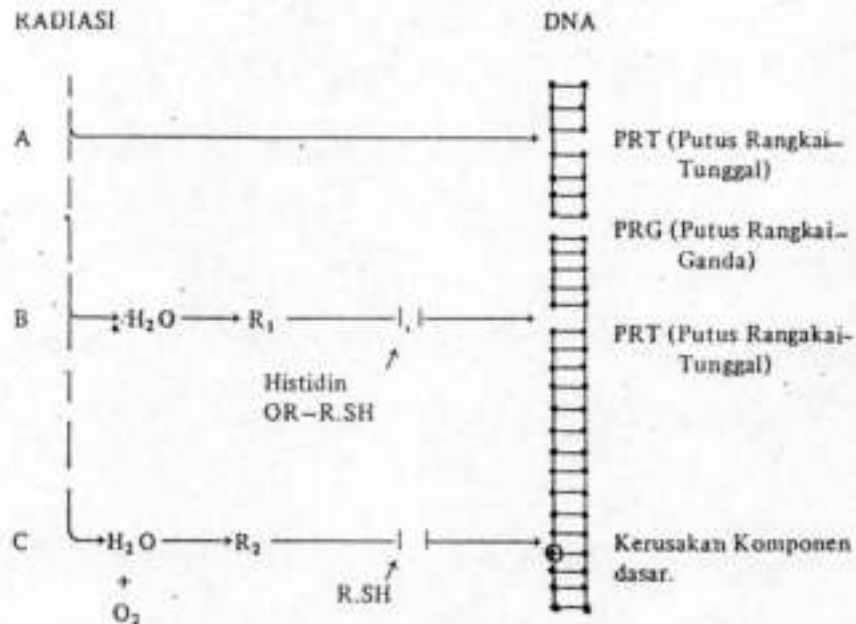 RADIASI DNA
A PRT (Putus Rangkai–
Tunggal)
PRG (Putus Rangkai–
Ganda)
B H₂O R₁ PRT (Putus Rangakai–
Tunggal)
Histidin
OR–R.SH
C H₂O R₂ Kerusakan Komponen
dasar.
+ R.SH
O₂